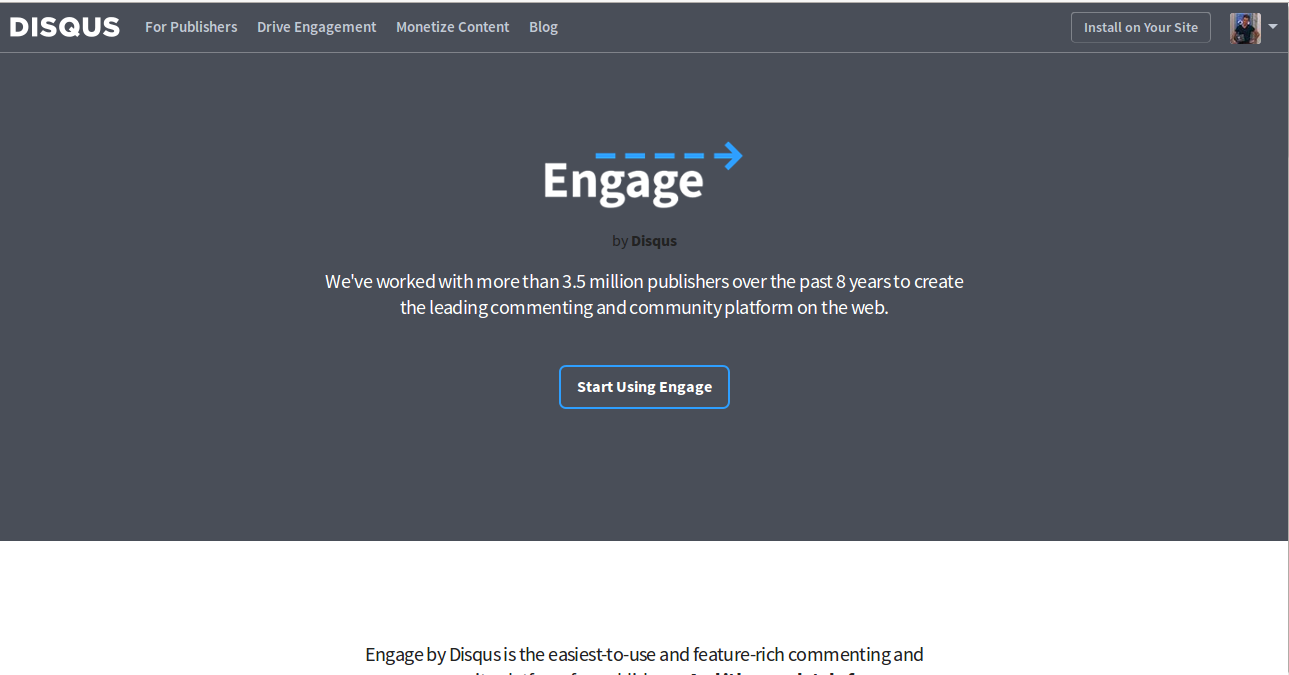 DISQUS For Publishers Drive Engagement Monetize Content Blog Install on Your Site
Engage
by Disqus
We've worked with more than 3.5 million publishers over the past 8 years to create
the leading commenting and community platform on the web.
Start Using Engage
Engage by Disqus is the easiest-to-use and feature-rich commenting and